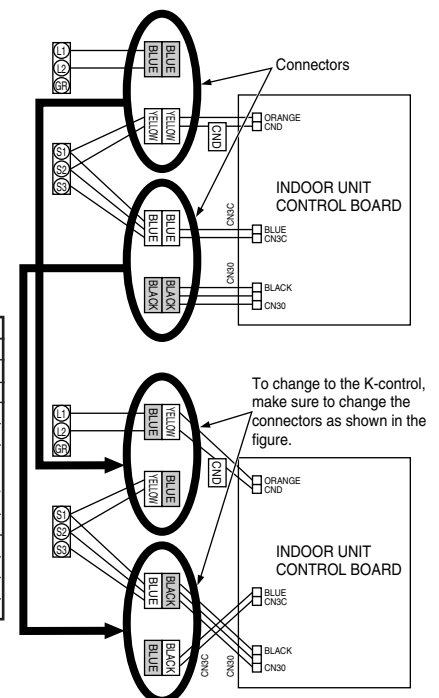 L1
L2
GR
BLUE
BLUE
Connectors
YELLOW
YELLOW
CND
ORANGE
CND
S1
S2
S3
INDOOR UNIT
CONTROL BOARD
BLUE
BLUE
CN3C
BLUE
CN3C
BLACK
BLACK
CN30
BLACK
CN30
To change to the K-control,
make sure to change the
connectors as shown in the
figure.
L1
L2
GR
BLUE
YELLOW
YELLOW
BLUE
CND
ORANGE
CND
S1
S2
S3
INDOOR UNIT
CONTROL BOARD
BLUE
BLACK
BLUE
CN3C
BLUE
BLACK
CN3C
CN30
BLACK
CN30